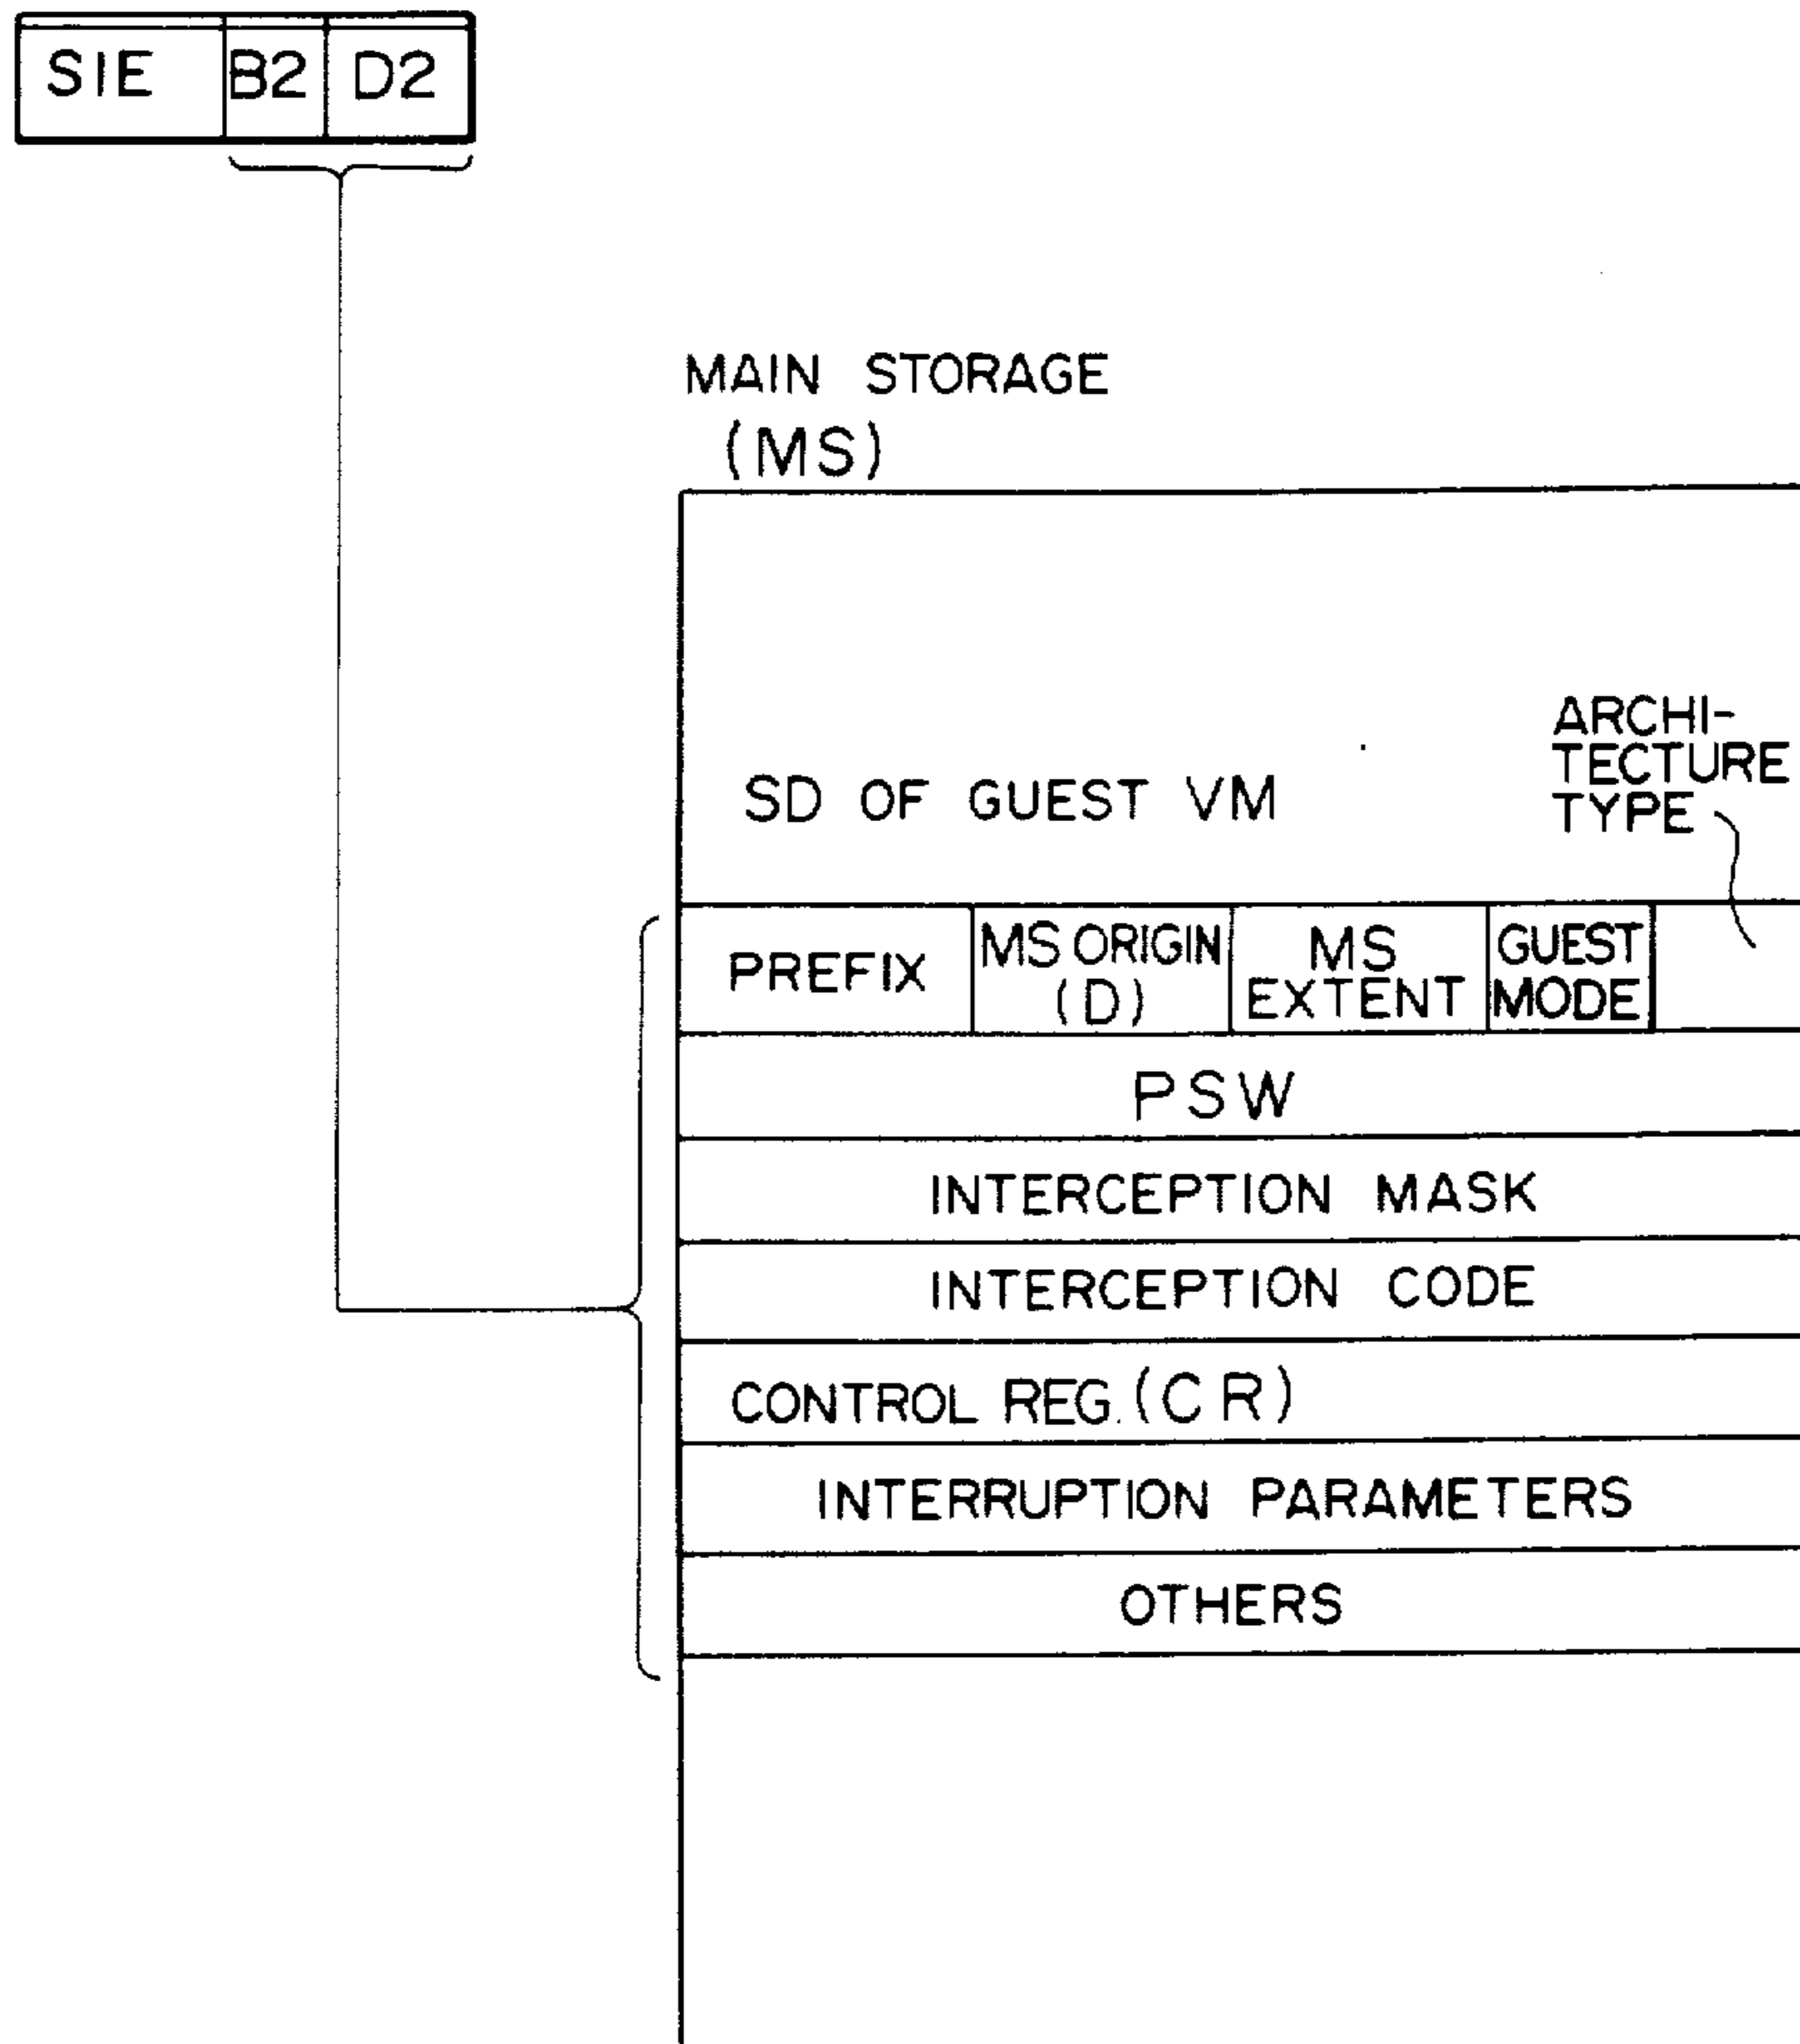 SIE B2 D2
MAIN STORAGE
(MS)
SD OF GUEST VM
ARCHI-
TECTURE
TYPE
PREFIX
MS ORIGIN
(D)
MS
EXTENT
GUEST
MODE
PSW
INTERCEPTION MASK
INTERCEPTION CODE
CONTROL REG. (CR)
INTERRUPTION PARAMETERS
OTHERS